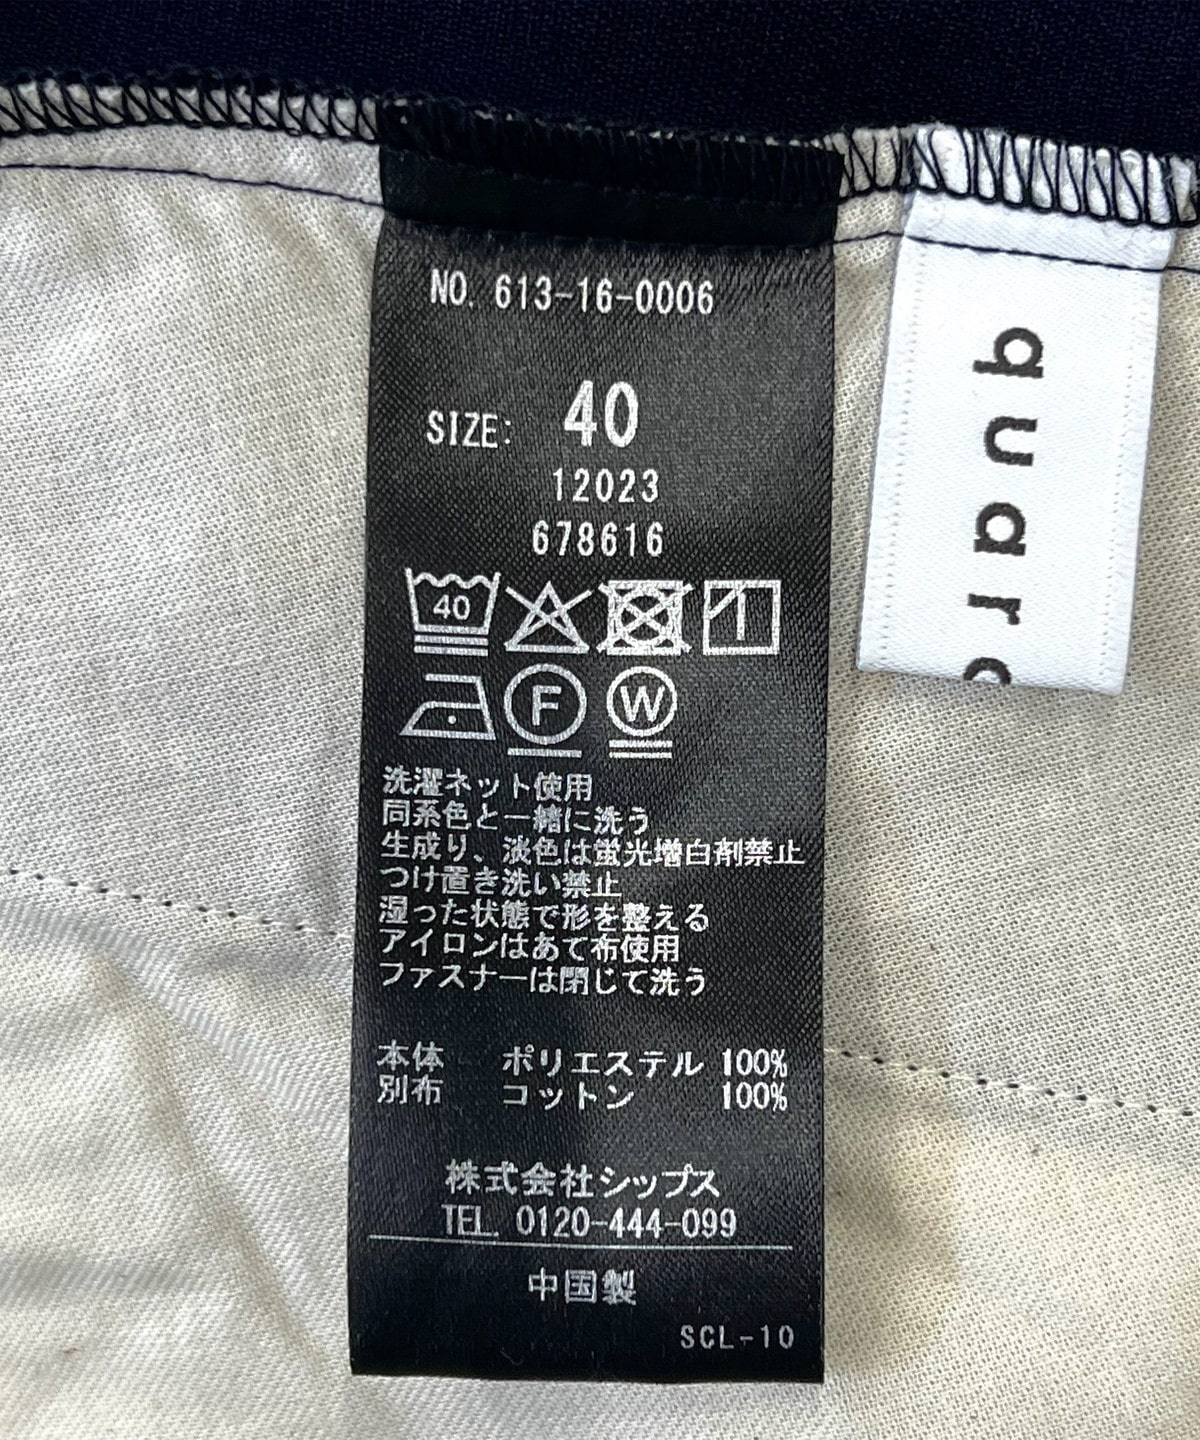 NO. 613-16-0006
SIZE: 40
12023
678616
40
F W
洗濯ネット使用
同系色と一緒に洗う
生成り、淡色は蛍光増白剤禁止
つけ置き洗い禁止
湿った状態で形を整える
アイロンはあて布使用
ファスナーは閉じて洗う
本体 ポリエステル 100%
別布 コットン 100%
株式会社シップス
TEL. 0120-444-099
中国製
SCL-10
quar